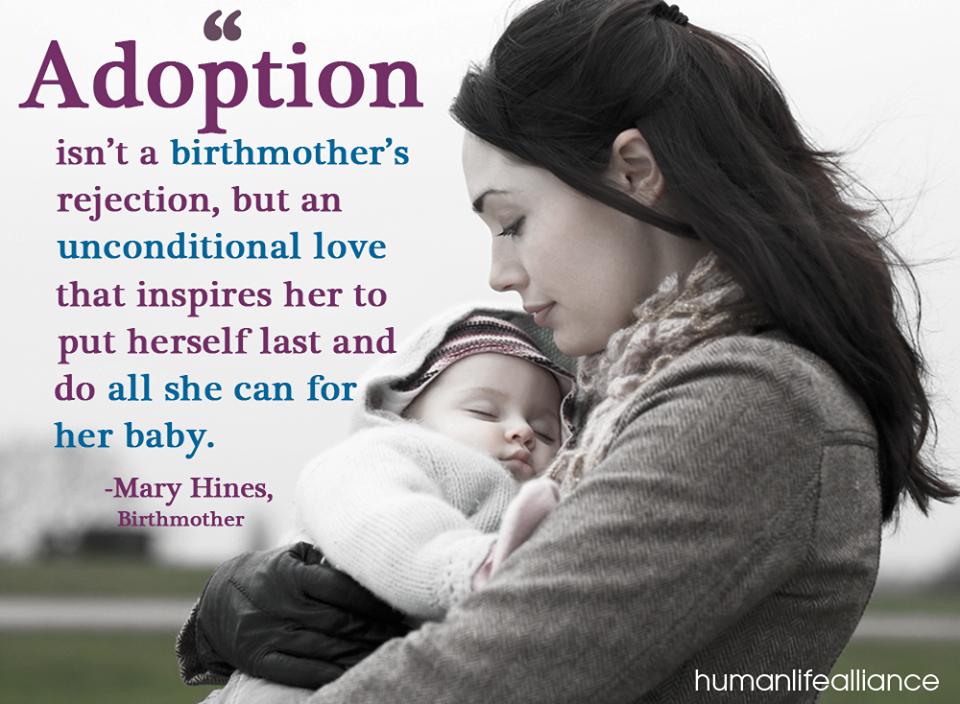 “
Adoption
isn’t a birthmother’s
rejection, but an
unconditional love
that inspires her to
put herself last and
do all she can for
her baby.
-Mary Hines,
Birthmother
humanlifealliance